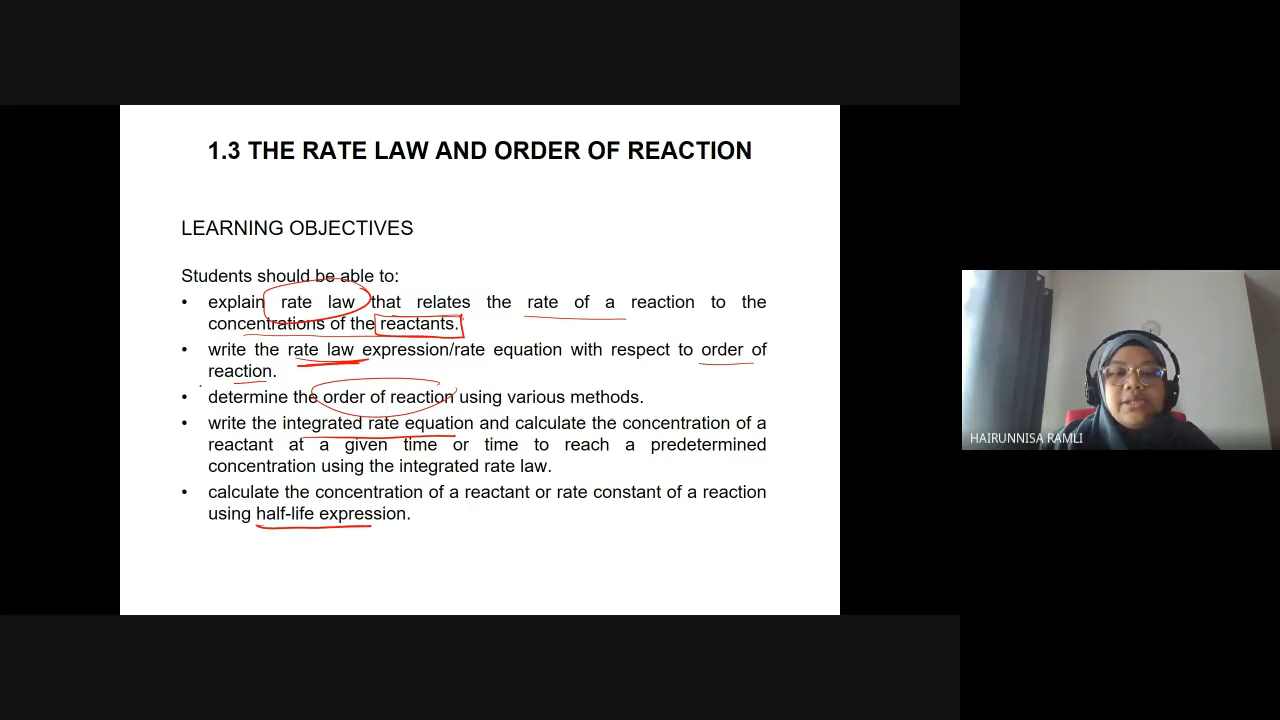 1.3 THE RATE LAW AND ORDER OF REACTION
LEARNING OBJECTIVES
Students should be able to:
• explain rate law that relates the rate of a reaction to the
concentrations of the reactants.
• write the rate law expression/rate equation with respect to order of
reaction.
• determine the order of reaction using various methods.
• write the integrated rate equation and calculate the concentration of a
reactant at a given time or time to reach a predetermined
concentration using the integrated rate law.
• calculate the concentration of a reactant or rate constant of a reaction
using half-life expression.
HAIRUNNISA RAMLI